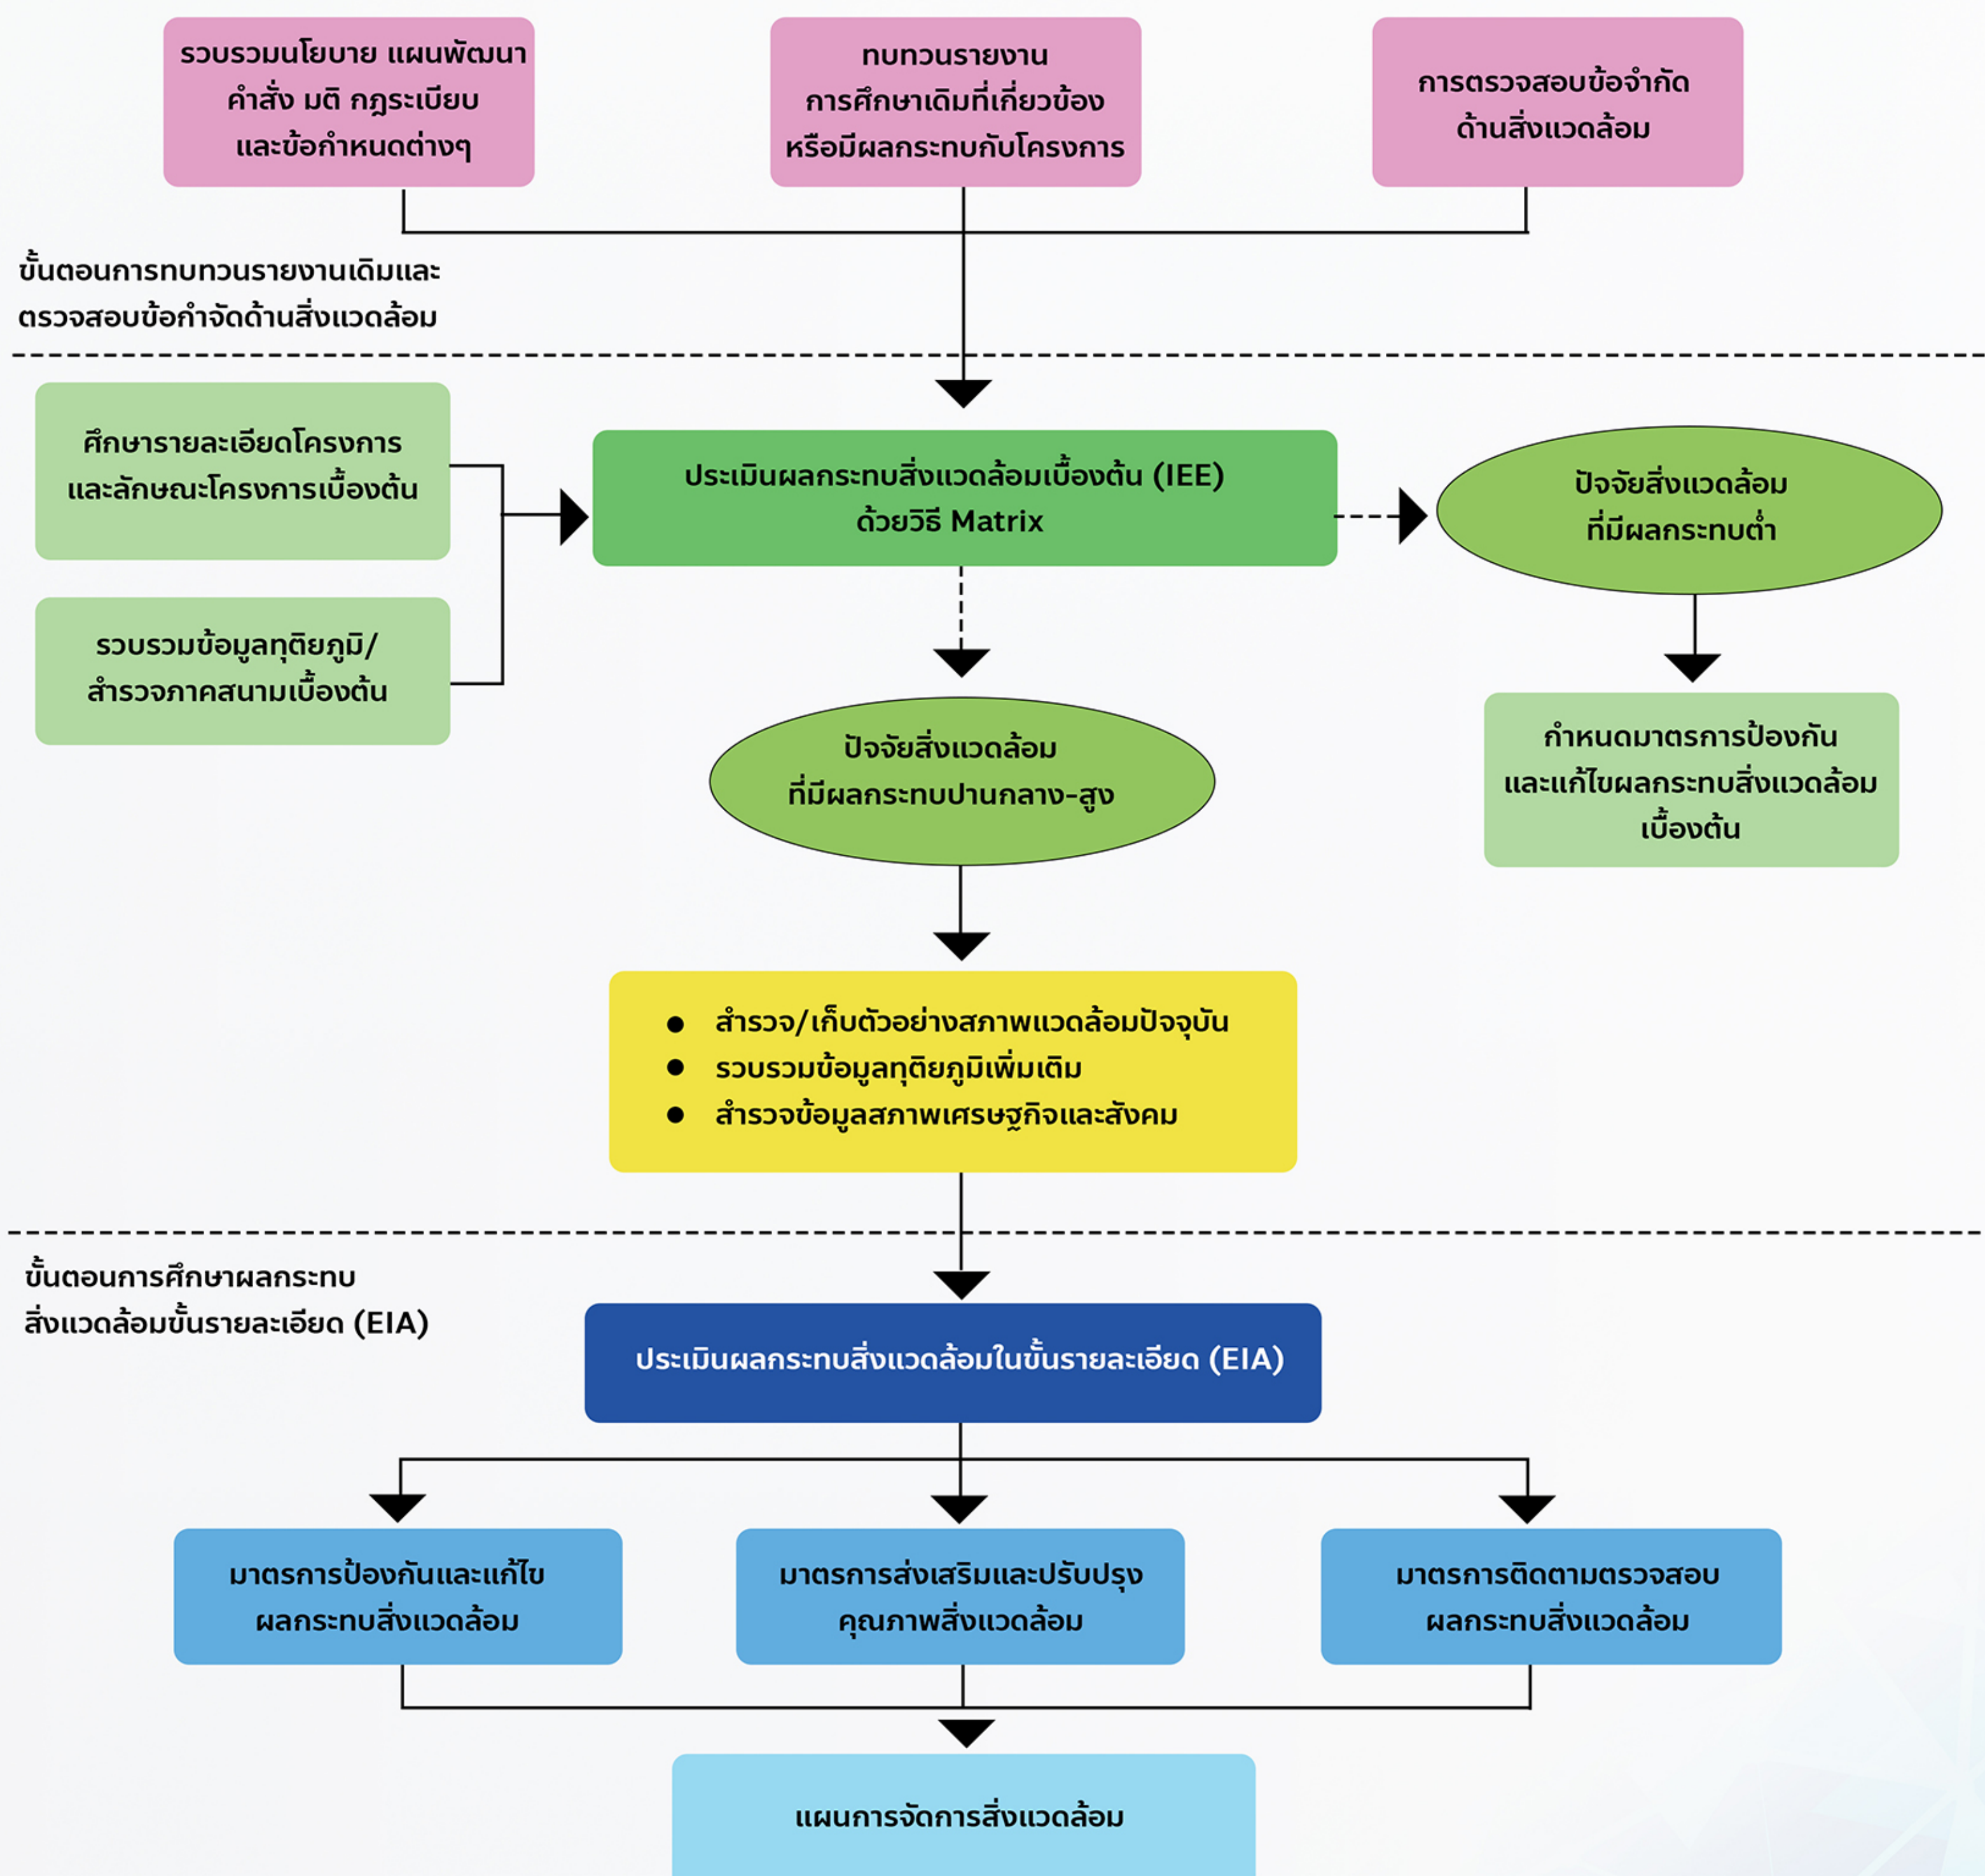 รวบรวมนโยบาย แผนพัฒนา
คำสั่ง มติ กฎระเบียบ
และข้อกำหนดต่างๆ
ทบทวนรายงาน
การศึกษาเดิมที่เกี่ยวข้อง
หรือมีผลกระทบกับโครงการ
การตรวจสอบข้อจำกัด
ด้านสิ่งแวดล้อม
ขั้นตอนการทบทวนรายงานเดิมและ
ตรวจสอบข้อกำจัดด้านสิ่งแวดล้อม
ศึกษารายละเอียดโครงการ
และลักษณะโครงการเบื้องต้น
ประเมินผลกระทบสิ่งแวดล้อมเบื้องต้น (IEE)
ด้วยวิธี Matrix
ปัจจัยสิ่งแวดล้อม
ที่มีผลกระทบต่ำ
รวบรวมข้อมูลทุติยภูมิ/
สำรวจภาคสนามเบื้องต้น
ปัจจัยสิ่งแวดล้อม
ที่มีผลกระทบปานกลาง-สูง
กำหนดมาตรการป้องกัน
และแก้ไขผลกระทบสิ่งแวดล้อม
เบื้องต้น
● สำรวจ/เก็บตัวอย่างสภาพแวดล้อมปัจจุบัน
● รวบรวมข้อมูลทุติยภูมิเพิ่มเติม
● สำรวจข้อมูลสภาพเศรษฐกิจและสังคม
ขั้นตอนการศึกษาผลกระทบ
สิ่งแวดล้อมขั้นรายละเอียด (EIA)
ประเมินผลกระทบสิ่งแวดล้อมในขั้นรายละเอียด (EIA)
มาตรการป้องกันและแก้ไข
ผลกระทบสิ่งแวดล้อม
มาตรการส่งเสริมและปรับปรุง
คุณภาพสิ่งแวดล้อม
มาตรการติดตามตรวจสอบ
ผลกระทบสิ่งแวดล้อม
แผนการจัดการสิ่งแวดล้อม